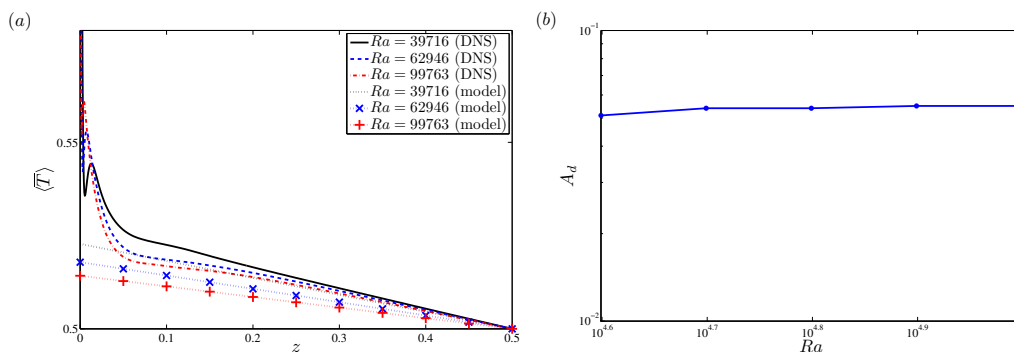 (a)
Ra = 39716 (DNS)
Ra = 62946 (DNS)
Ra = 99763 (DNS)
Ra = 39716 (model)
Ra = 62946 (model)
Ra = 99763 (model)
0.55
0.5
⟨T̅⟩
0 0.1 0.2 0.3 0.4 0.5
z
(b)
10^-1
10^-2
A_d
10^4.6 10^4.7 10^4.8 10^4.9
Ra